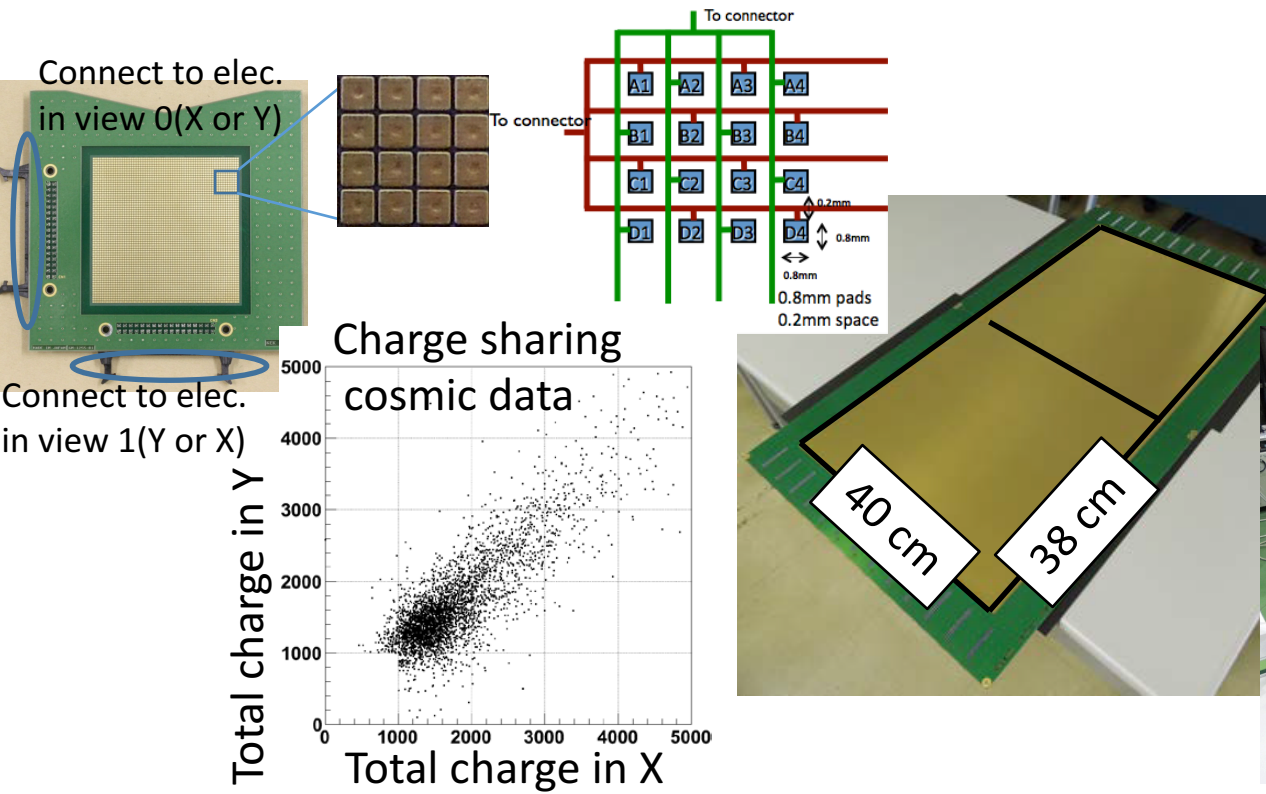 Connect to elec.
in view 0(X or Y)
Connect to elec.
in view 1(Y or X)
To connector
To connector
A1 A2 A3 A4
B1 B2 B3 B4
C1 C2 C3 C4
D1 D2 D3 D4
0.2mm
0.8mm
0.8mm
0.8mm pads
0.2mm space
Charge sharing
cosmic data
Total charge in Y
5000
4000
3000
2000
1000
0
0 1000 2000 3000 4000 5000
Total charge in X
40 cm
38 cm